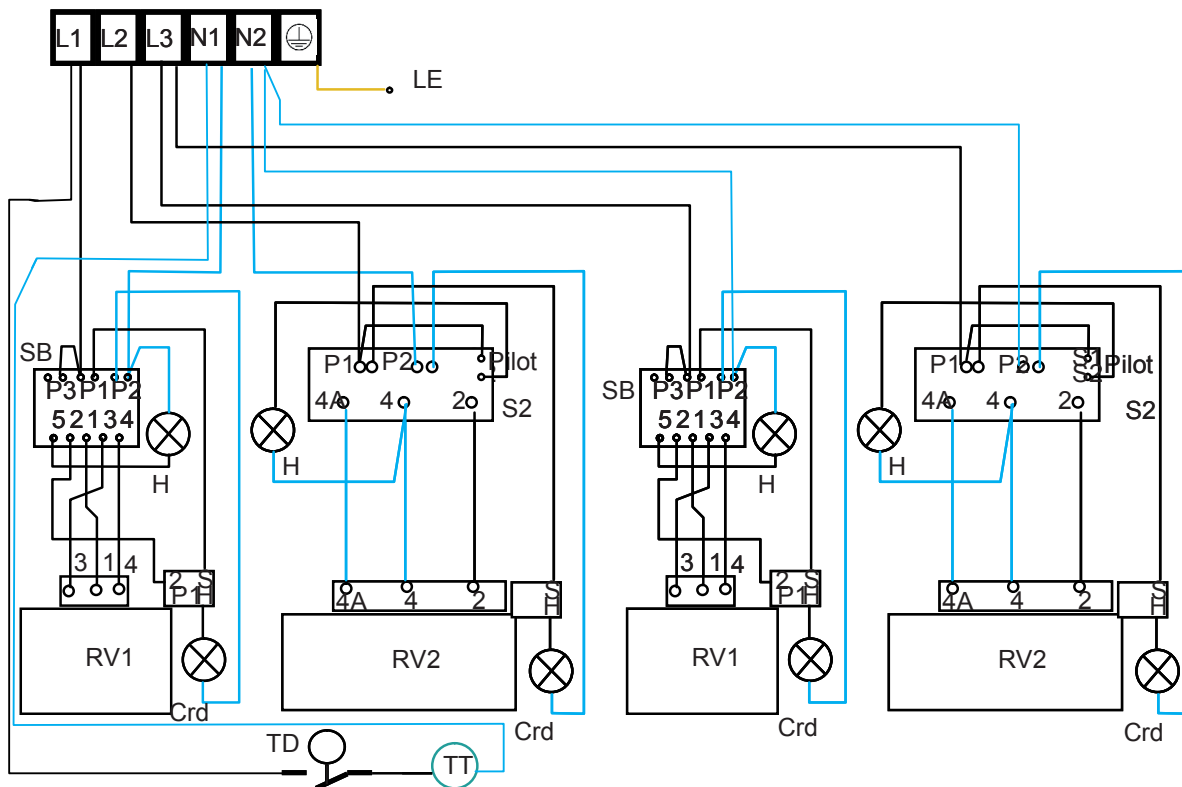 L1 L2 L3 N1 N2
LE
SB P3 P1 P2
5 2 1 3 4
H
3 1 4
2 S
P1 H
RV1
Crd
P1 P2 Pilot
4A 4 2 S2
H
4A 4 2 S
H
RV2
Crd
SB P3 P1 P2
5 2 1 3 4
H
3 1 4
2 S
P1 H
RV1
Crd
P1 P2 S1 Pilot
S2
4A 4 2 S2
H
4A 4 2 S
H
RV2
Crd
TD
TT